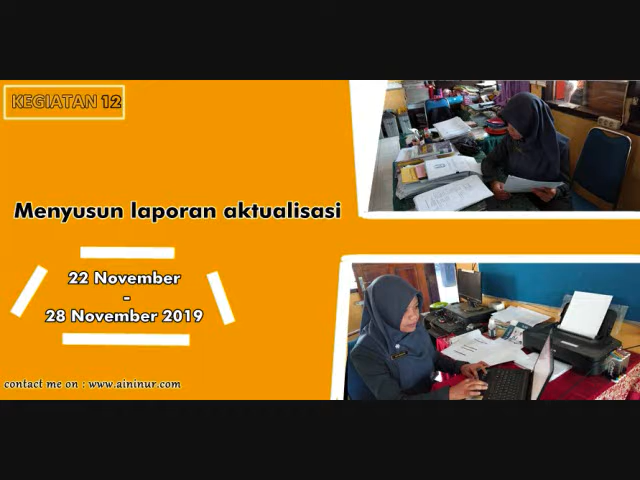 KEGIATAN 12
Menyusun laporan aktualisasi
22 November
-
28 November 2019
contact me on : www.aininur.com